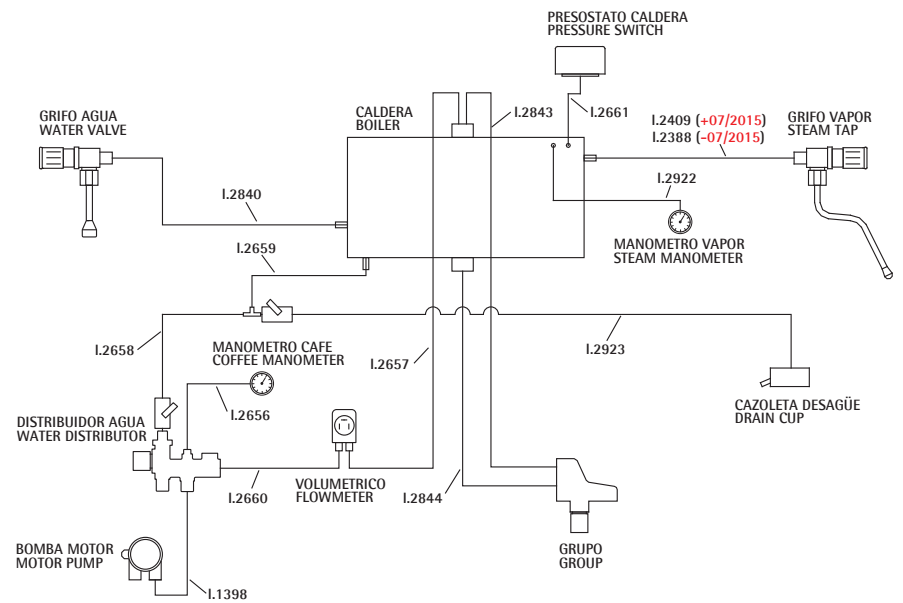 PRESOSTATO CALDERA
PRESSURE SWITCH
GRIFO AGUA
WATER VALVE
CALDERA
BOILER
I.2843
I.2661
I.2409 (+07/2015)
I.2388 (-07/2015)
GRIFO VAPOR
STEAM TAP
I.2840
I.2922
I.2659
MANOMETRO VAPOR
STEAM MANOMETER
I.2658
MANOMETRO CAFE
COFFEE MANOMETER
I.2657
I.2923
I.2656
CAZOLETA DESAGÜE
DRAIN CUP
DISTRIBUIDOR AGUA
WATER DISTRIBUTOR
I.2660
VOLUMETRICO
FLOWMETER
I.2844
BOMBA MOTOR
MOTOR PUMP
GRUPO
GROUP
I.1398